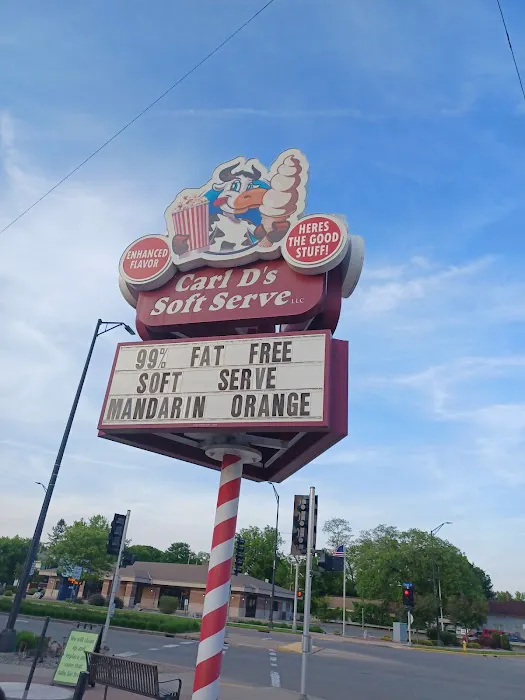 ENHANCED
FLAVOR
HERES
THE GOOD
STUFF!
Carl D's
Soft Serve LLC
99% FAT FREE
SOFT SERVE
MANDARIN ORANGE